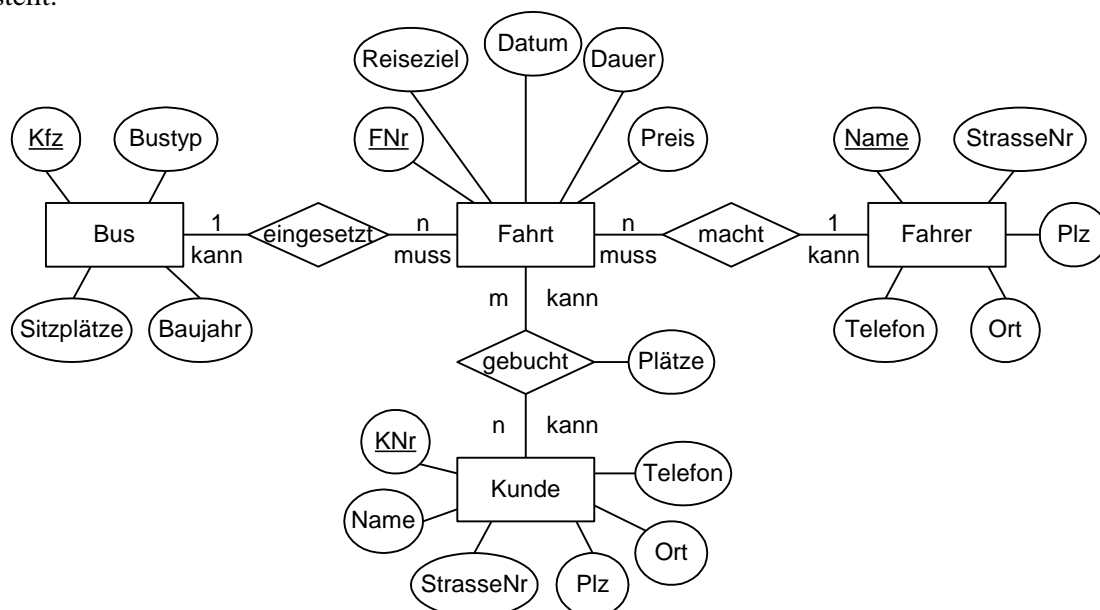 Datum
Reiseziel Dauer
Kfz Bustyp FNr Preis Name StrasseNr
1 n n 1
Bus eingesetzt Fahrt macht Fahrer Plz
kann muss muss kann
m kann
Sitzplätze Baujahr Telefon Ort
gebucht Plätze
n kann
KNr
Telefon
Kunde
Name
Ort
StrasseNr Plz